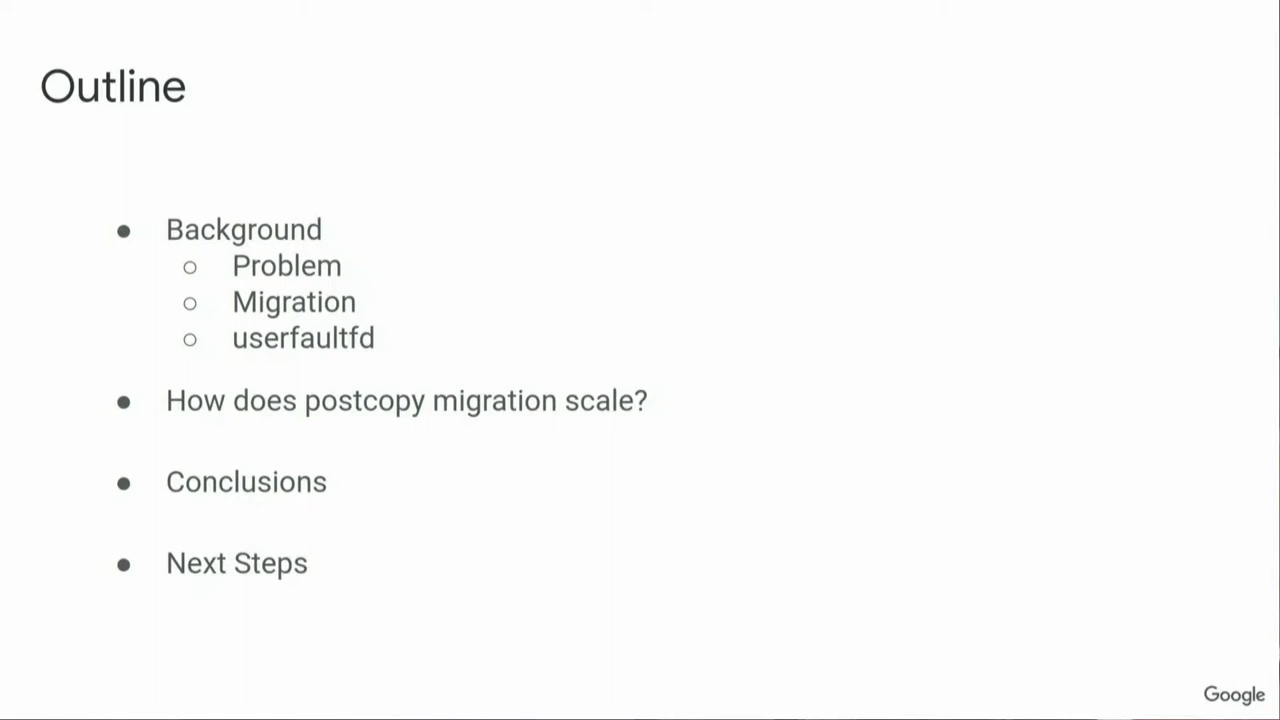 Outline
● Background
○ Problem
○ Migration
○ userfaultfd
● How does postcopy migration scale?
● Conclusions
● Next Steps
Google